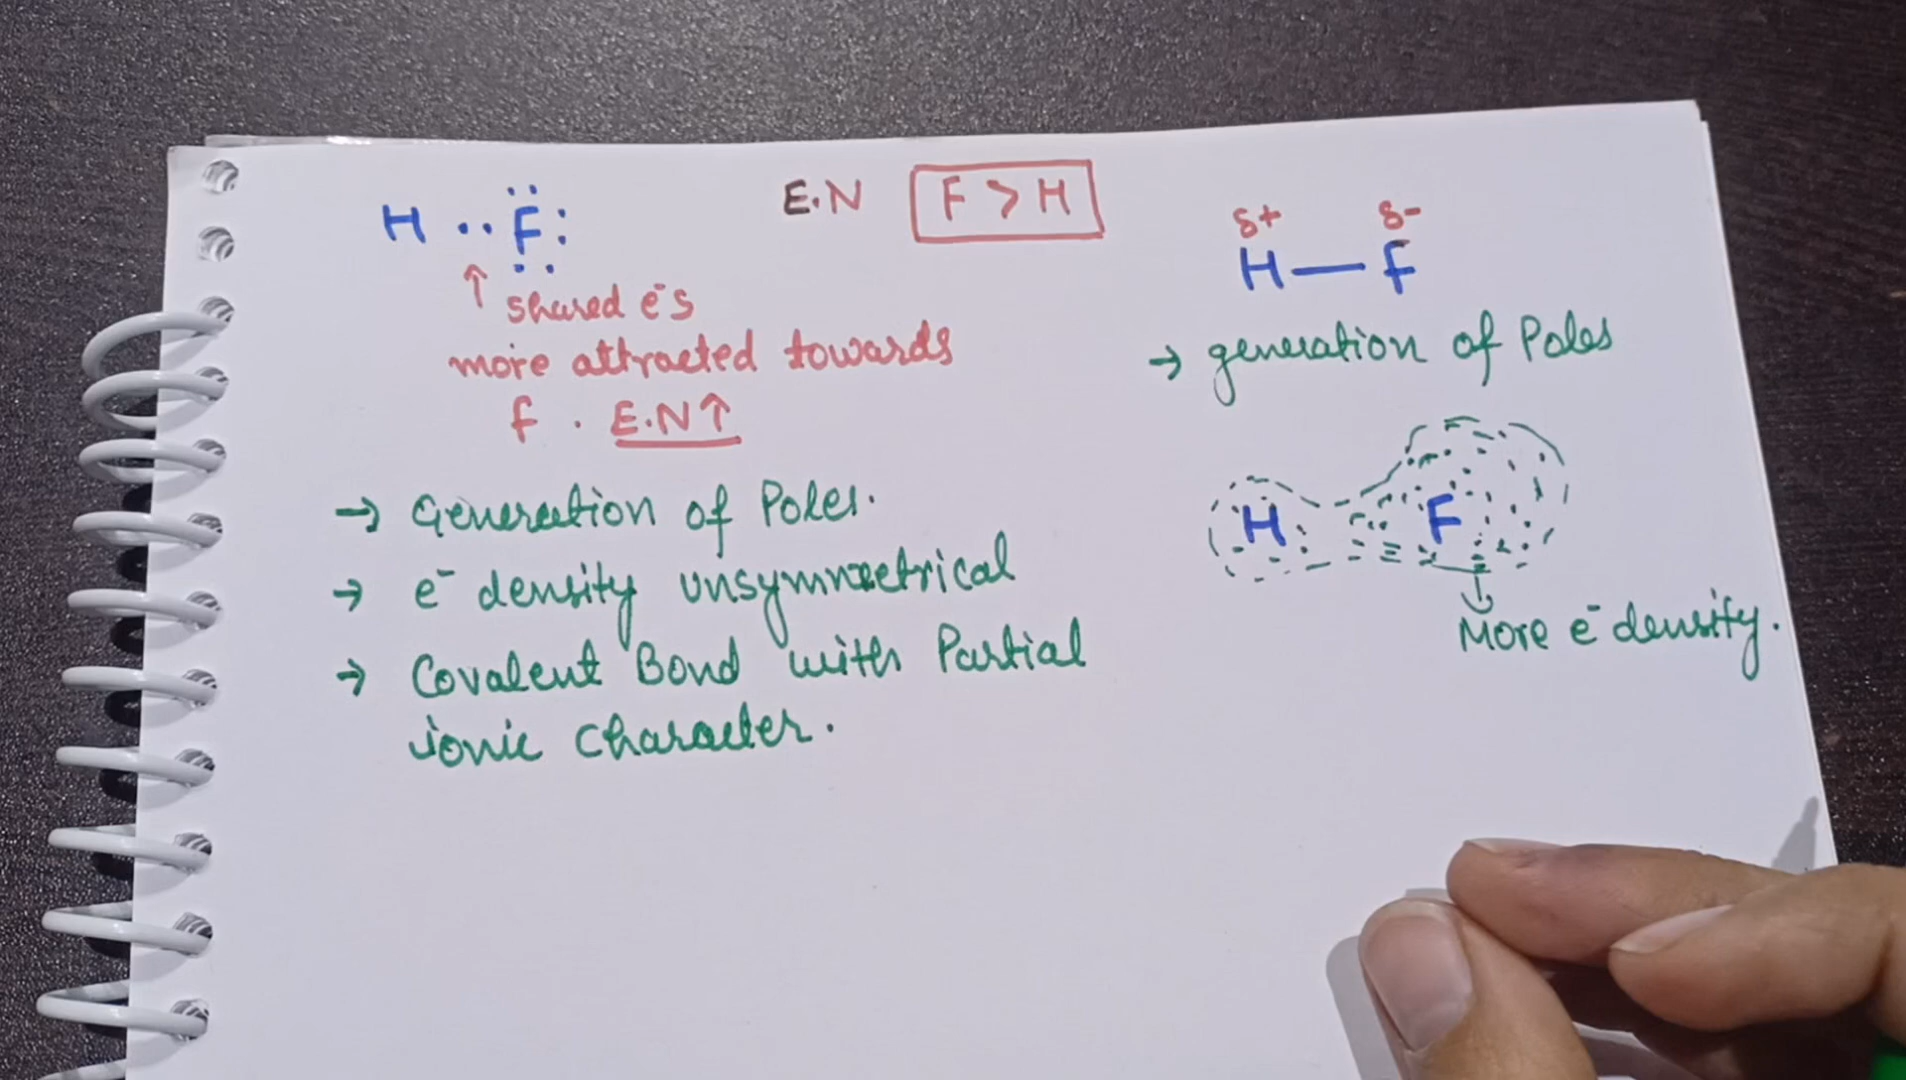 H ·· F
E.N F > H
shared e⁻s
more attracted towards
F . E.N↑
→ Generation of Poles.
→ e⁻ density unsymmetrical
→ Covalent Bond with Partial
ionic character.
δ+ δ-
H — F
→ generation of Poles
H F
More e⁻ density.